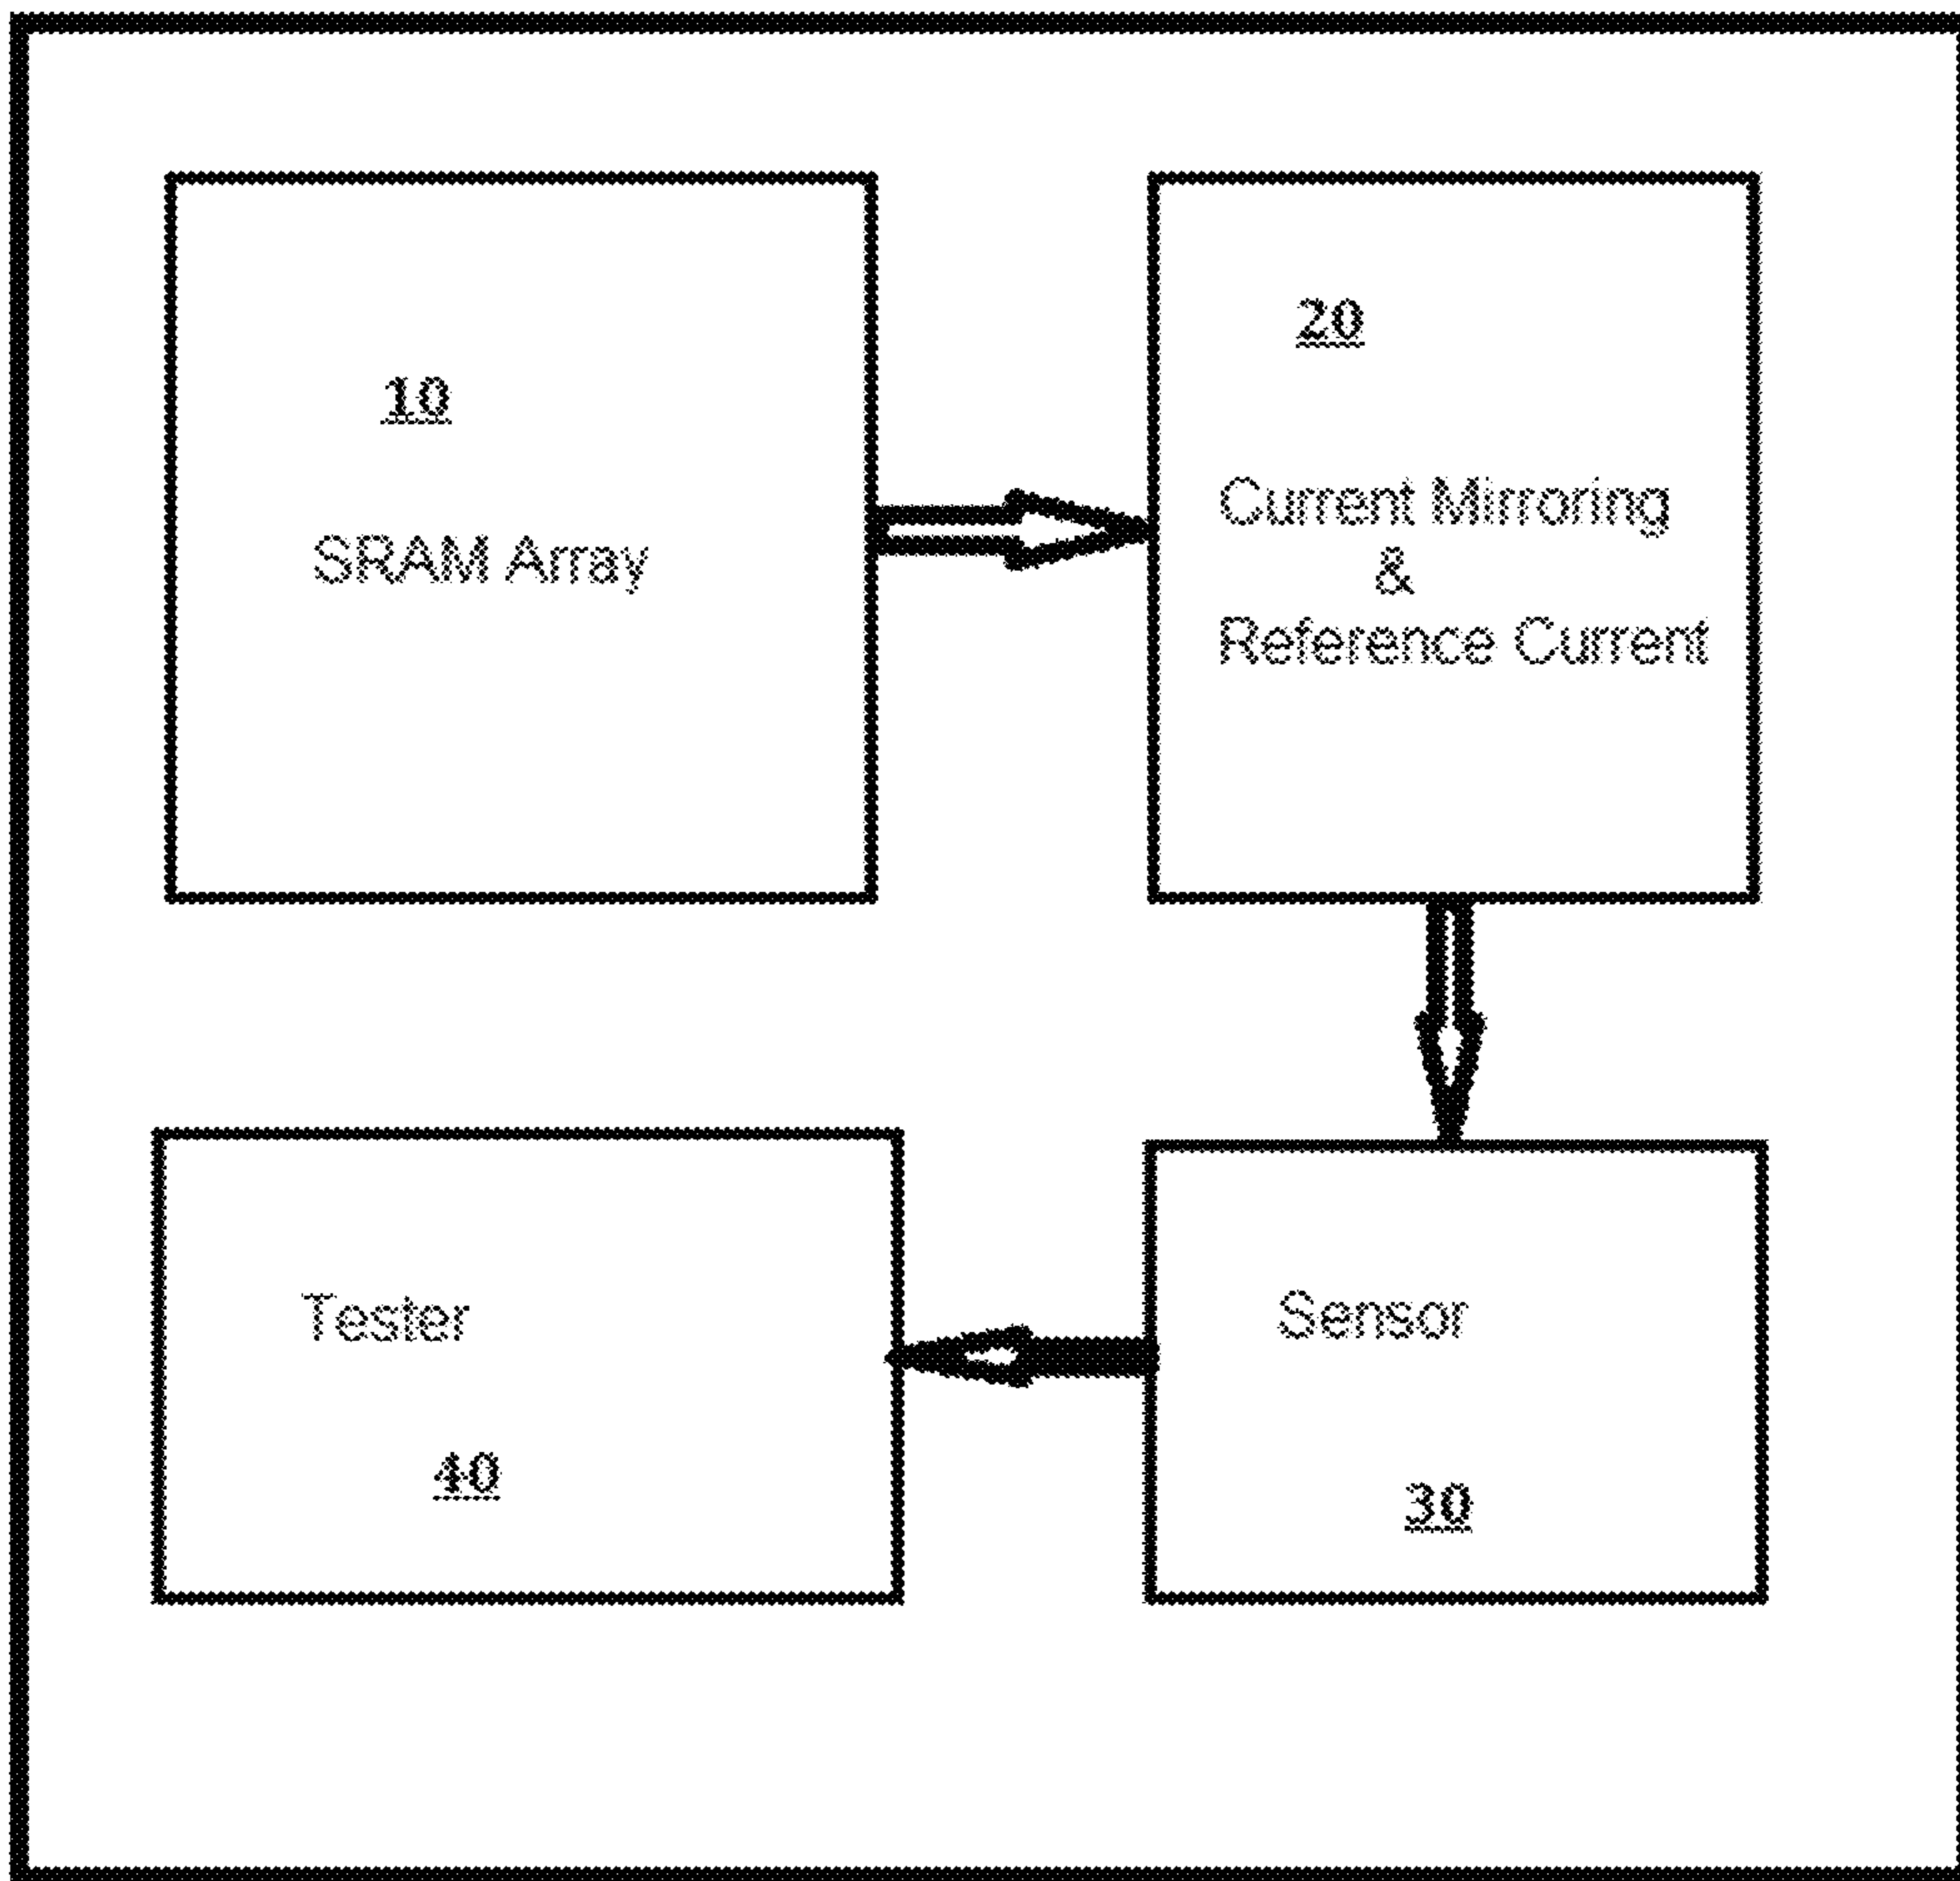 10
SRAM Array
20
Current Mirroring
&
Reference Current
Tester
40
Sensor
30